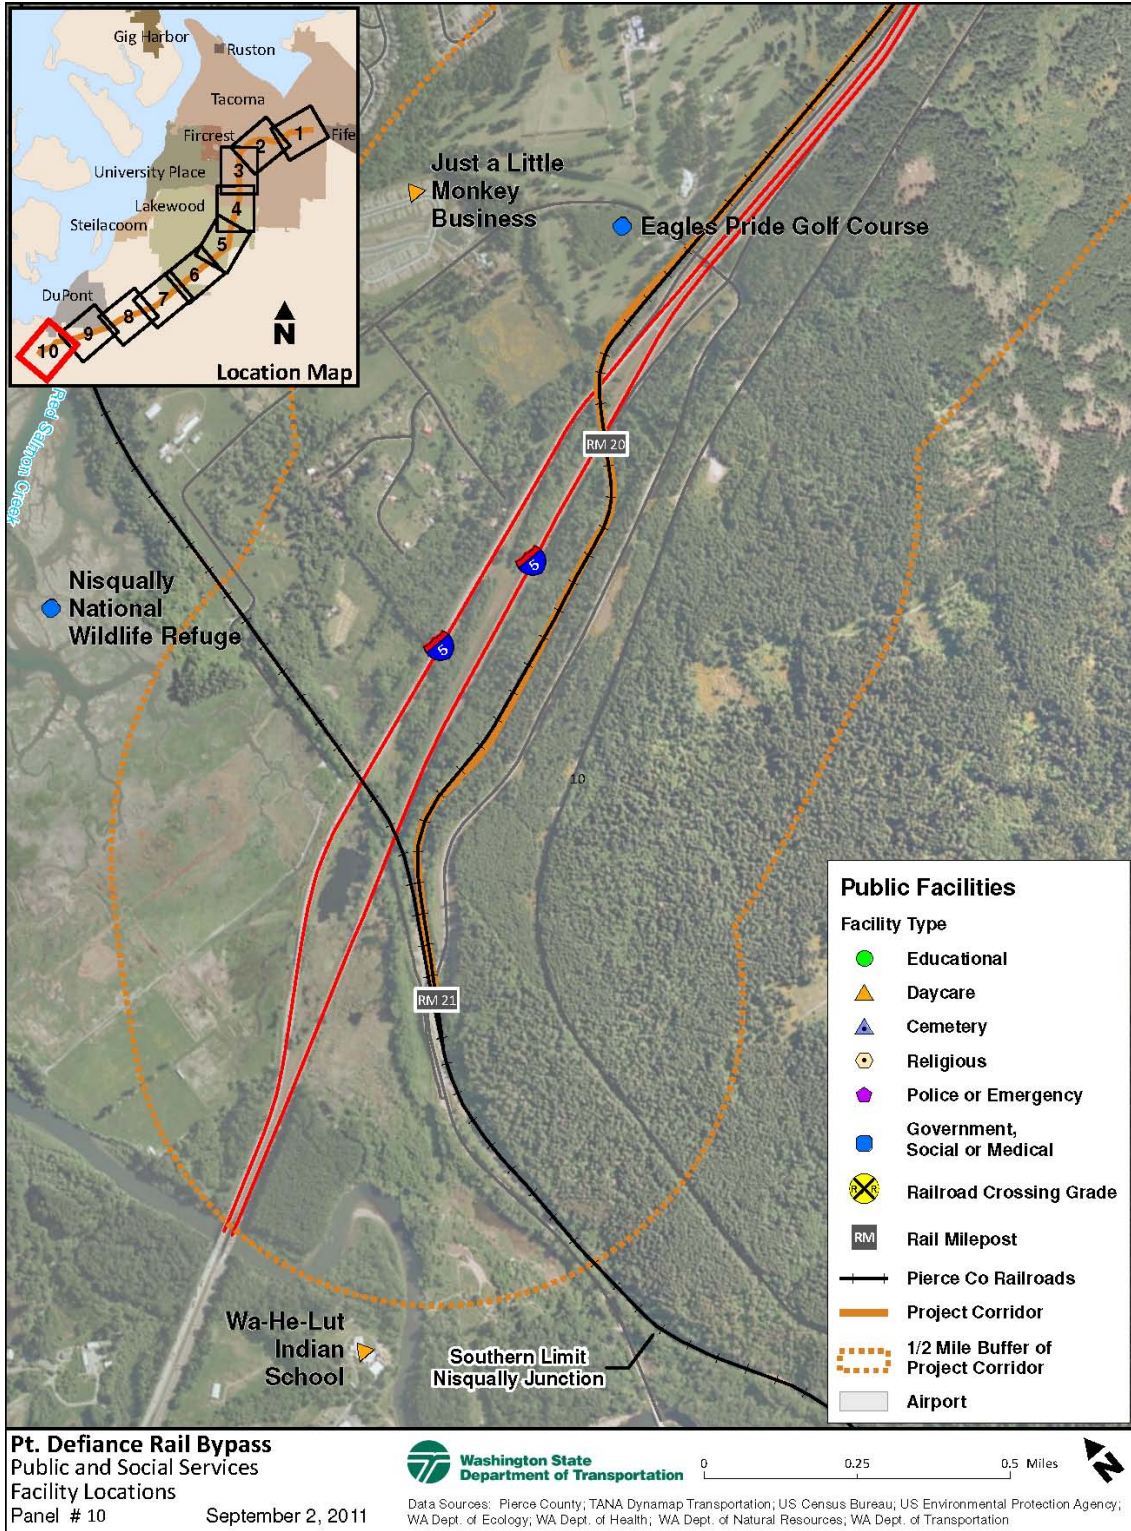 Gig Harbor
Ruston
Tacoma
Fircrest
Fife
University Place
Lakewood
Steilacoom
DuPont
1
2
3
4
5
6
7
8
9
10
N
Location Map
Just a Little
Monkey
Business
Eagles Pride Golf Course
Red Salmon Creek
RM 20
5
5
Nisqually
National
Wildlife Refuge
10
RM 21
Wa-He-Lut
Indian
School
Southern Limit
Nisqually Junction
Public Facilities
Facility Type
Educational
Daycare
Cemetery
Religious
Police or Emergency
Government,
Social or Medical
R R
Railroad Crossing Grade
RM
Rail Milepost
Pierce Co Railroads
Project Corridor
1/2 Mile Buffer of
Project Corridor
Airport
Pt. Defiance Rail Bypass
Public and Social Services
Facility Locations
Panel # 10 September 2, 2011
Washington State
Department of Transportation
0 0.25 0.5 Miles
N
Data Sources: Pierce County; TANA Dynamap Transportation; US Census Bureau; US Environmental Protection Agency;
WA Dept. of Ecology; WA Dept. of Health; WA Dept. of Natural Resources; WA Dept. of Transportation